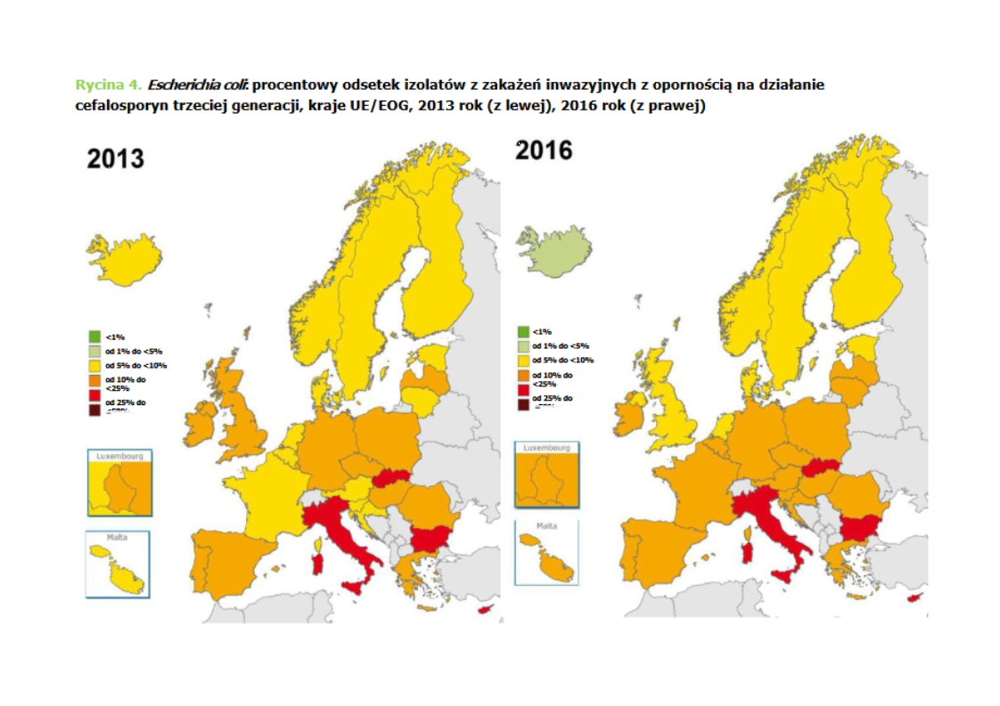 Rycina 4. Escherichia coli: procentowy odsetek izolatów z zakażeń inwazyjnych z opornością na działanie
cefalosporyn trzeciej generacji, kraje UE/EOG, 2013 rok (z lewej), 2016 rok (z prawej)
2013
<1%
od 1% do <5%
od 5% do <10%
od 10% do
<25%
od 25% do
Luxembourg
Malta
2016
<1%
od 1% do <5%
od 5% do <10%
od 10% do
<25%
od 25% do
Luxembourg
Malta